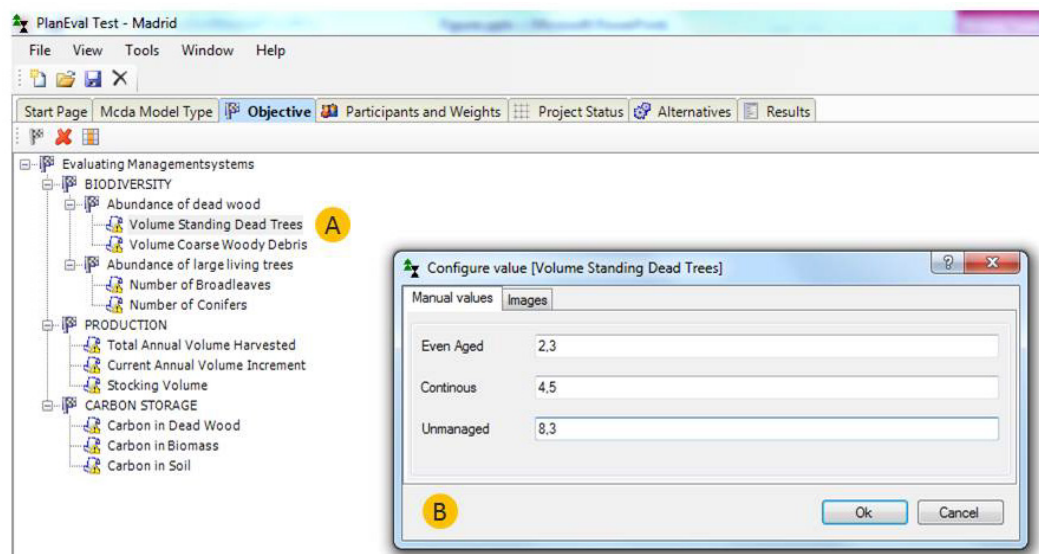 PlanEval Test - Madrid
File View Tools Window Help
Start Page Mcda Model Type Objective Participants and Weights Project Status Alternatives Results
Evaluating Managementsystems
BIODIVERSITY
Abundance of dead wood
Volume Standing Dead Trees A
Volume Coarse Woody Debris
Abundance of large living trees
Number of Broadleaves
Number of Conifers
PRODUCTION
Total Annual Volume Harvested
Current Annual Volume Increment
Stocking Volume
CARBON STORAGE
Carbon in Dead Wood
Carbon in Biomass
Carbon in Soil
Configure value [Volume Standing Dead Trees]
Manual values Images
Even Aged 2,3
Continous 4,5
Unmanaged 8,3
B Ok Cancel